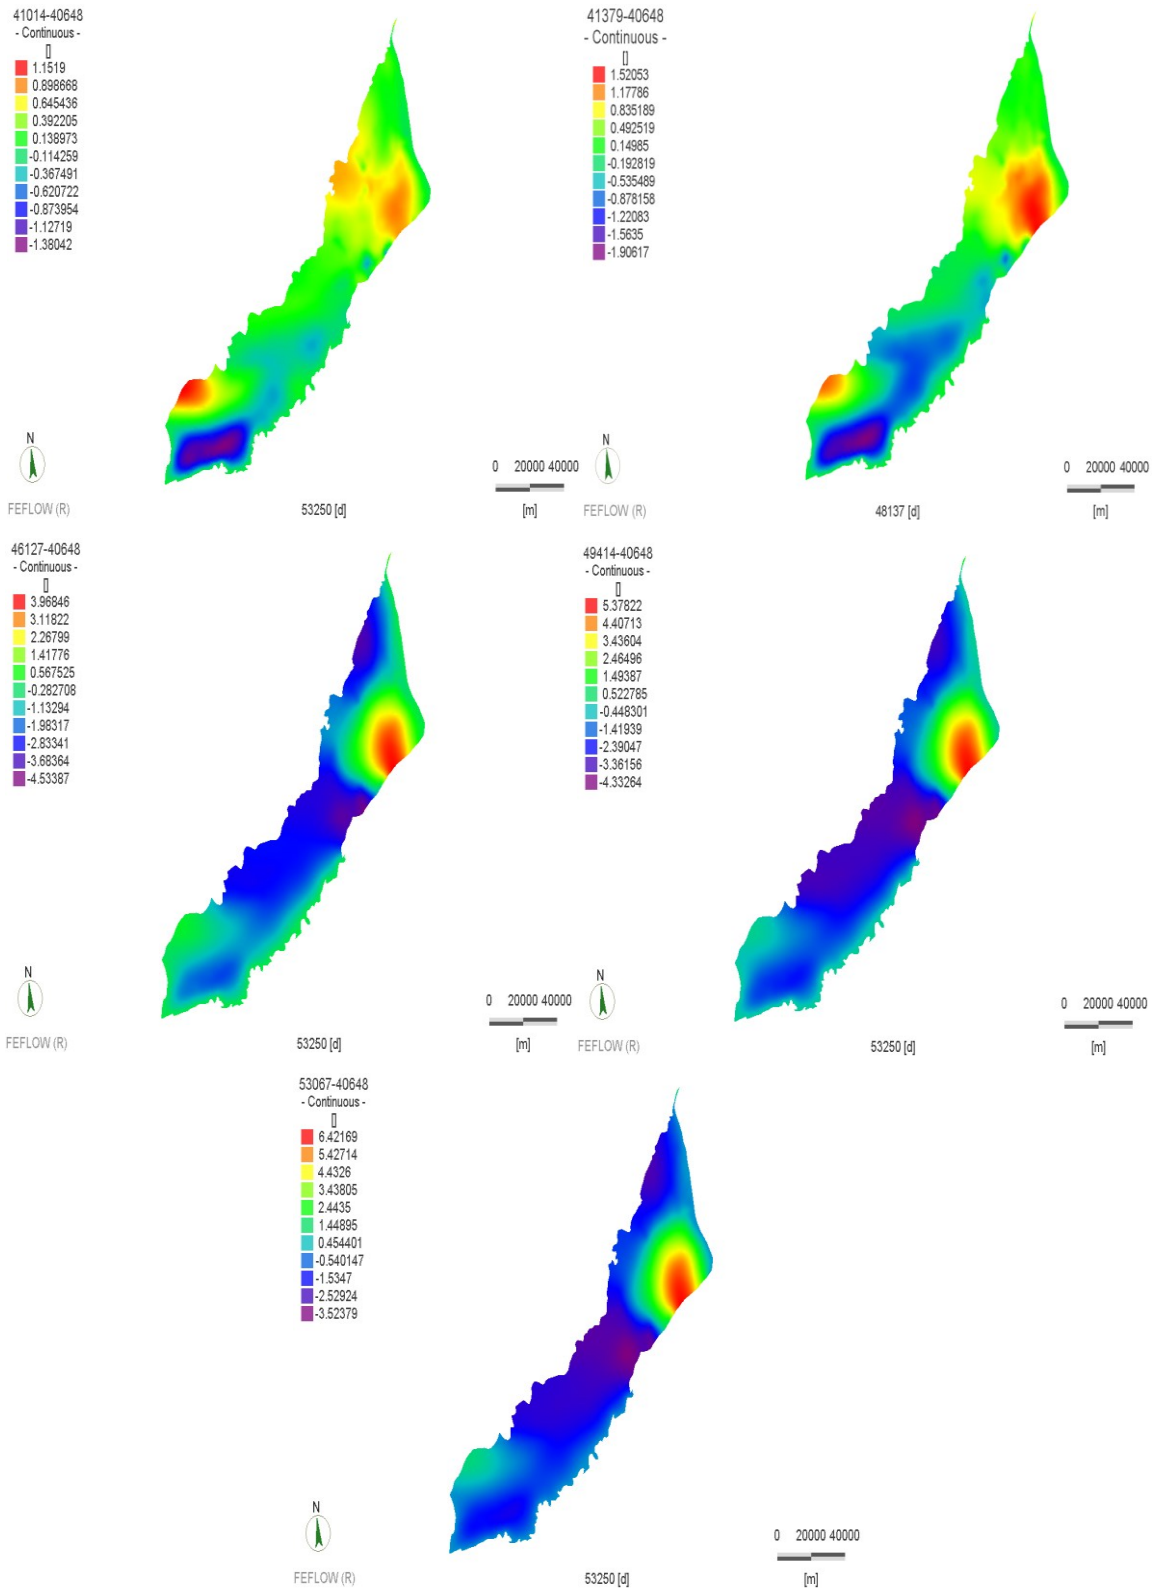 41014-40648
- Continuous -
[]
1.1519
0.898668
0.645436
0.392205
0.138973
-0.114259
-0.367491
-0.620722
-0.873954
-1.12719
-1.38042
N
FEFLOW (R)
53250 [d]
0 20000 40000
[m]
41379-40648
- Continuous -
[]
1.52053
1.17786
0.835189
0.492519
0.14985
-0.192819
-0.535489
-0.878158
-1.22083
-1.5635
-1.90617
N
FEFLOW (R)
48137 [d]
0 20000 40000
[m]
46127-40648
- Continuous -
[]
3.96846
3.11822
2.26799
1.41776
0.567525
-0.282708
-1.13294
-1.98317
-2.83341
-3.68364
-4.53387
N
FEFLOW (R)
53250 [d]
0 20000 40000
[m]
49414-40648
- Continuous -
[]
5.37822
4.40713
3.43604
2.46496
1.49387
0.522785
-0.448301
-1.41939
-2.39047
-3.36156
-4.33264
N
FEFLOW (R)
53250 [d]
0 20000 40000
[m]
53067-40648
- Continuous -
[]
6.42169
5.42714
4.4326
3.43805
2.4435
1.44895
0.454401
-0.540147
-1.5347
-2.52924
-3.52379
N
FEFLOW (R)
53250 [d]
0 20000 40000
[m]